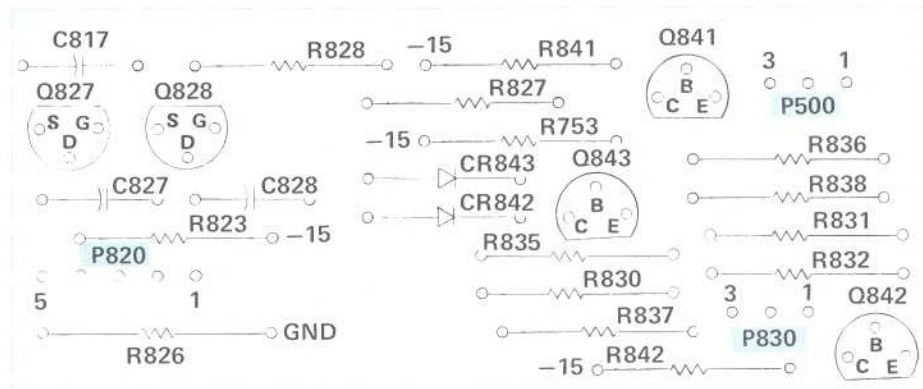 C817
R828
−15
R841
Q841
3
1
Q827
Q828
R827
P500
S G
D
S G
D
B
C E
−15
R753
R836
CR843
Q843
C827
C828
CR842
R838
B
C E
R823
−15
R831
P820
R835
R832
5
1
R830
3
1
Q842
GND
R837
P830
B
C E
R826
−15
R842